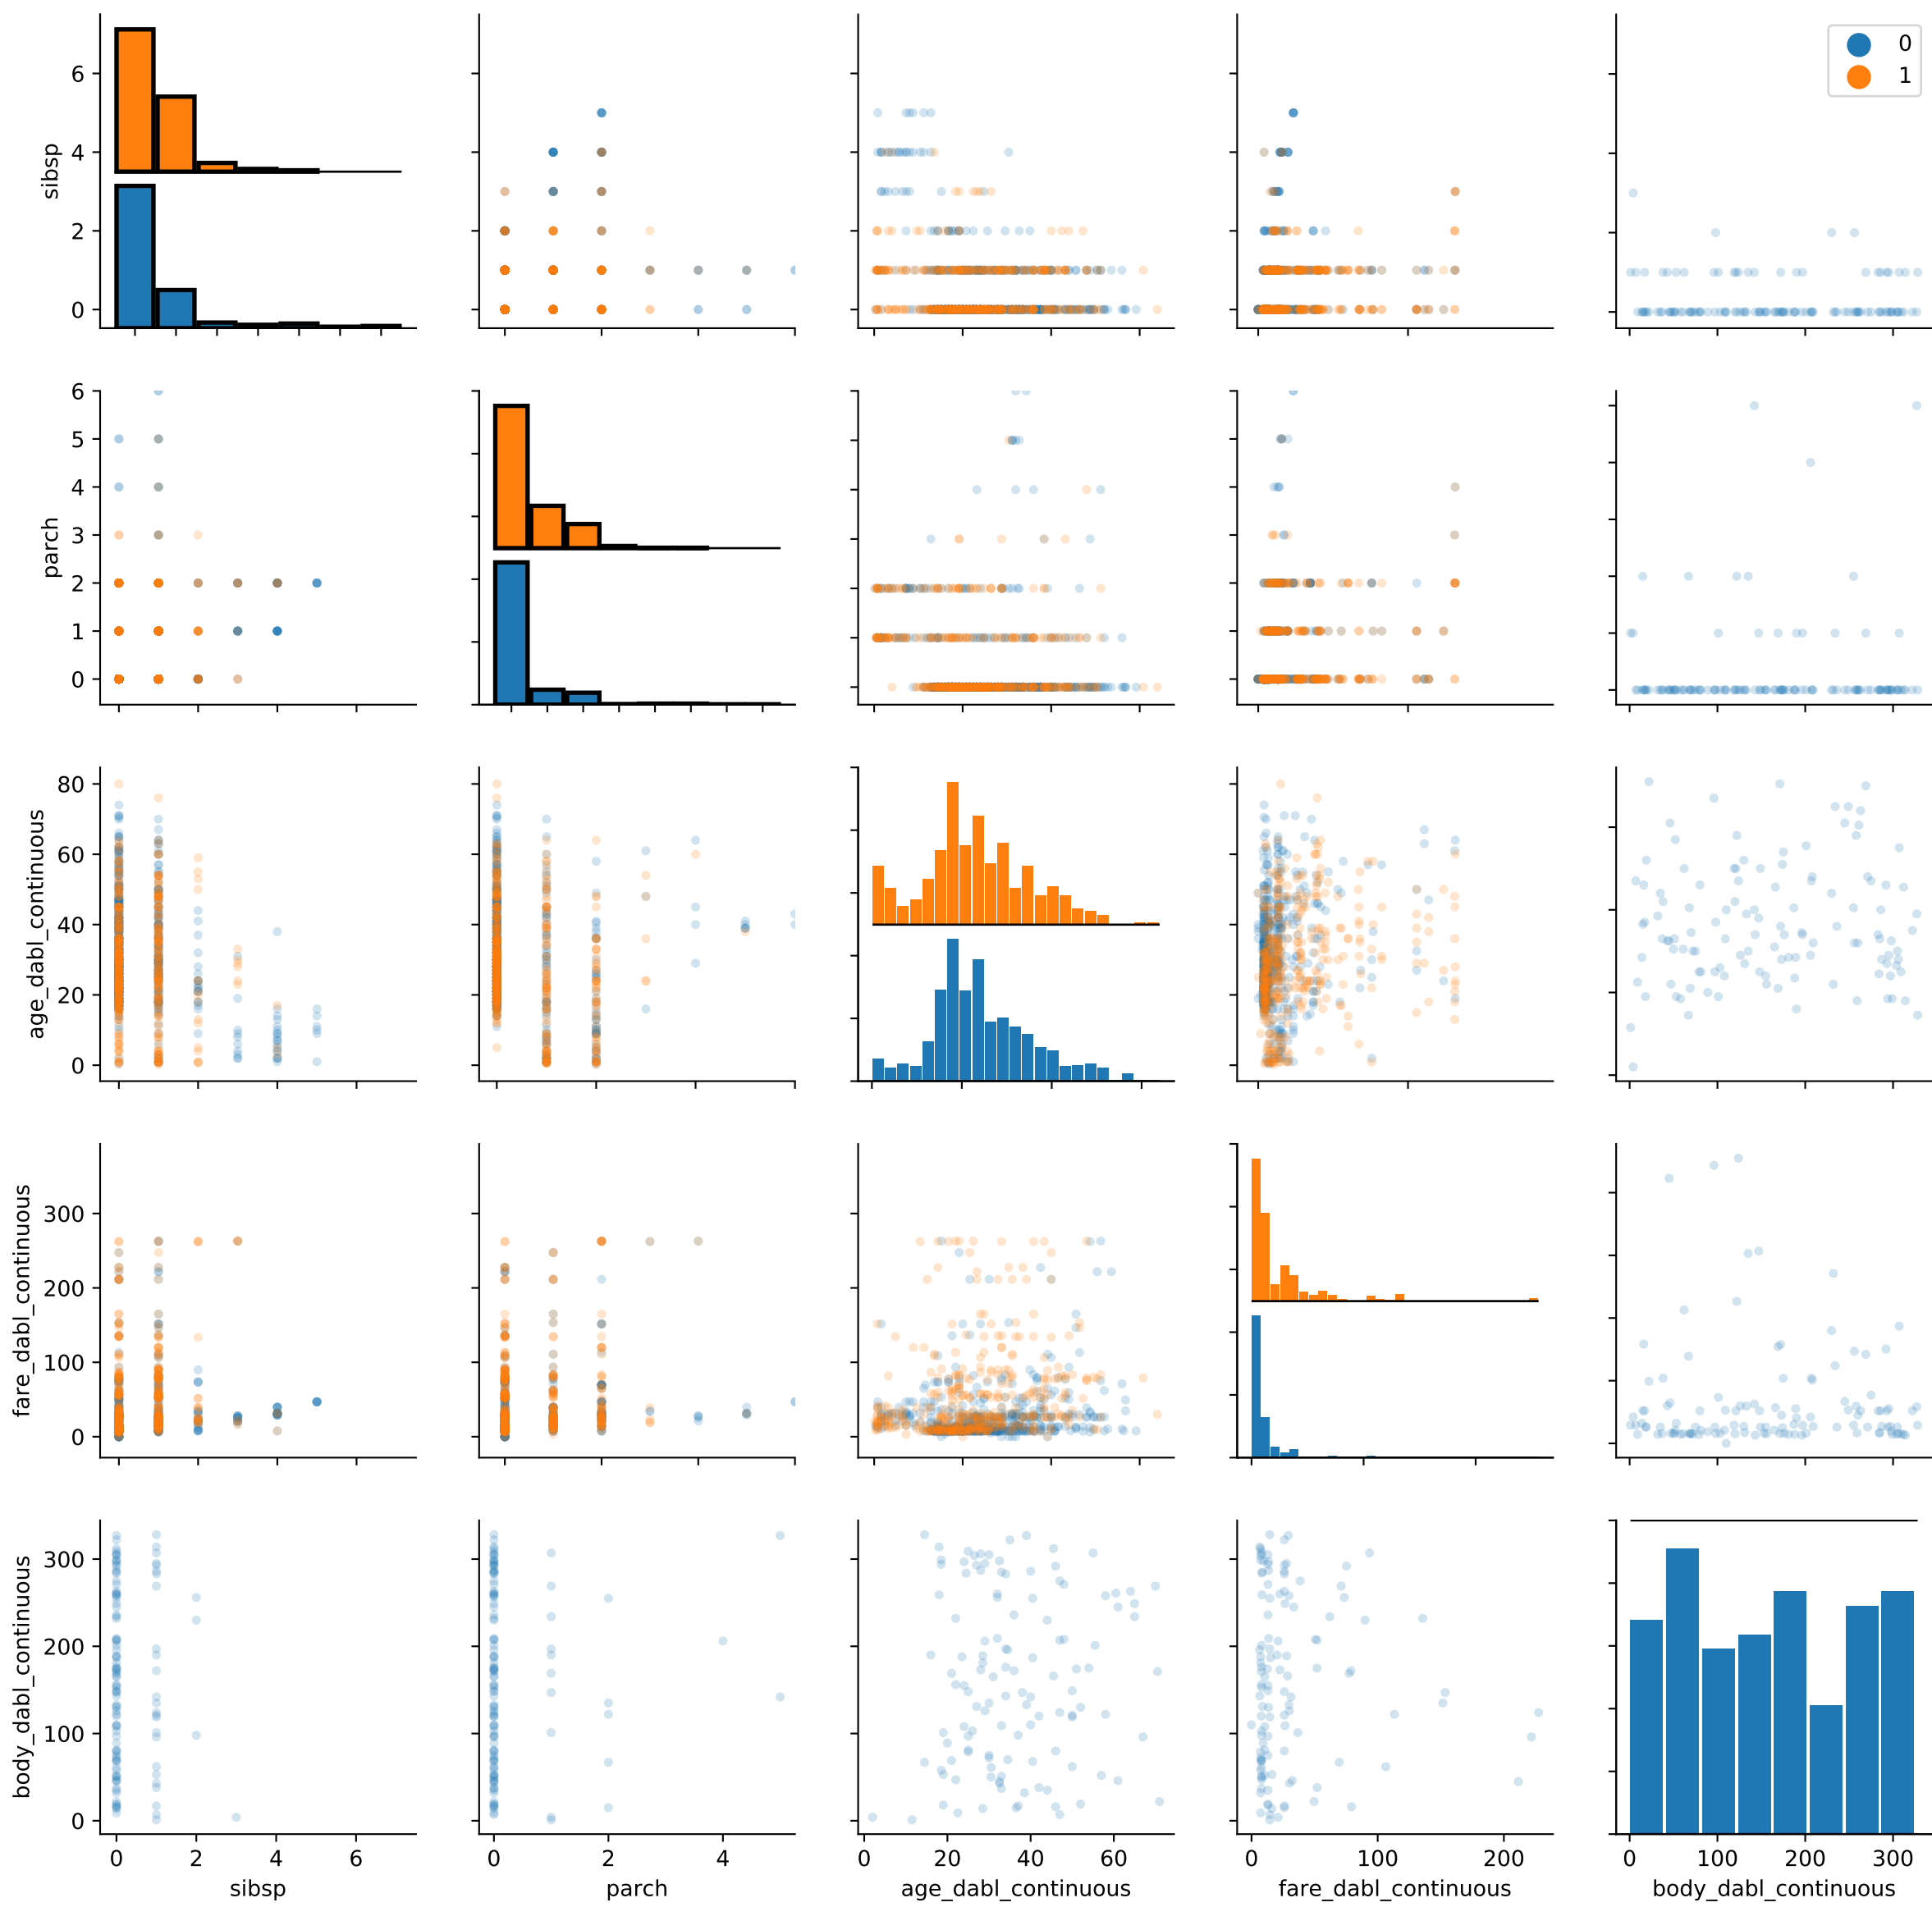 0
1
sibsp
6
4
2
0
parch
6
5
4
3
2
1
0
age_dabl_continuous
80
60
40
20
0
fare_dabl_continuous
300
200
100
0
body_dabl_continuous
300
200
100
0
0 2 4 6
0 2 4
0 20 40 60
0 100 200
0 100 200 300
sibsp
parch
age_dabl_continuous
fare_dabl_continuous
body_dabl_continuous